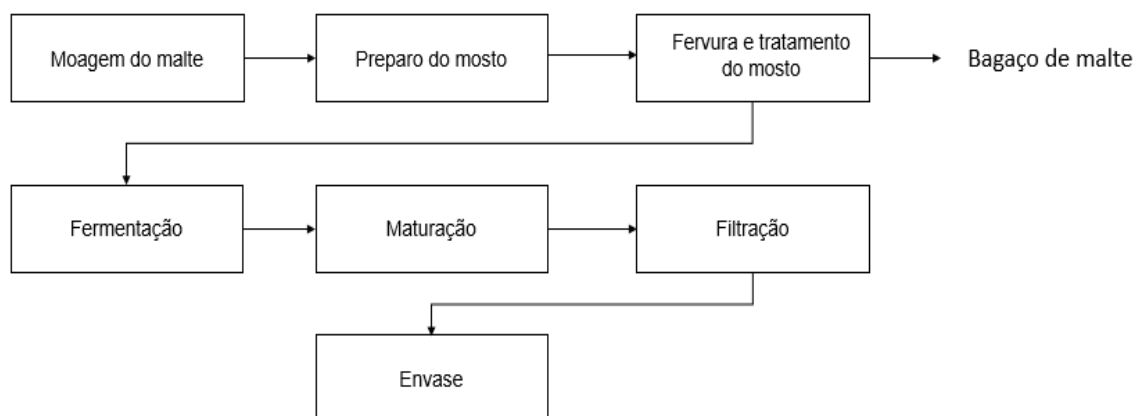 Moagem do malte
Preparo do mosto
Fervura e tratamento
do mosto
Bagaço de malte
Fermentação
Maturação
Filtração
Envase